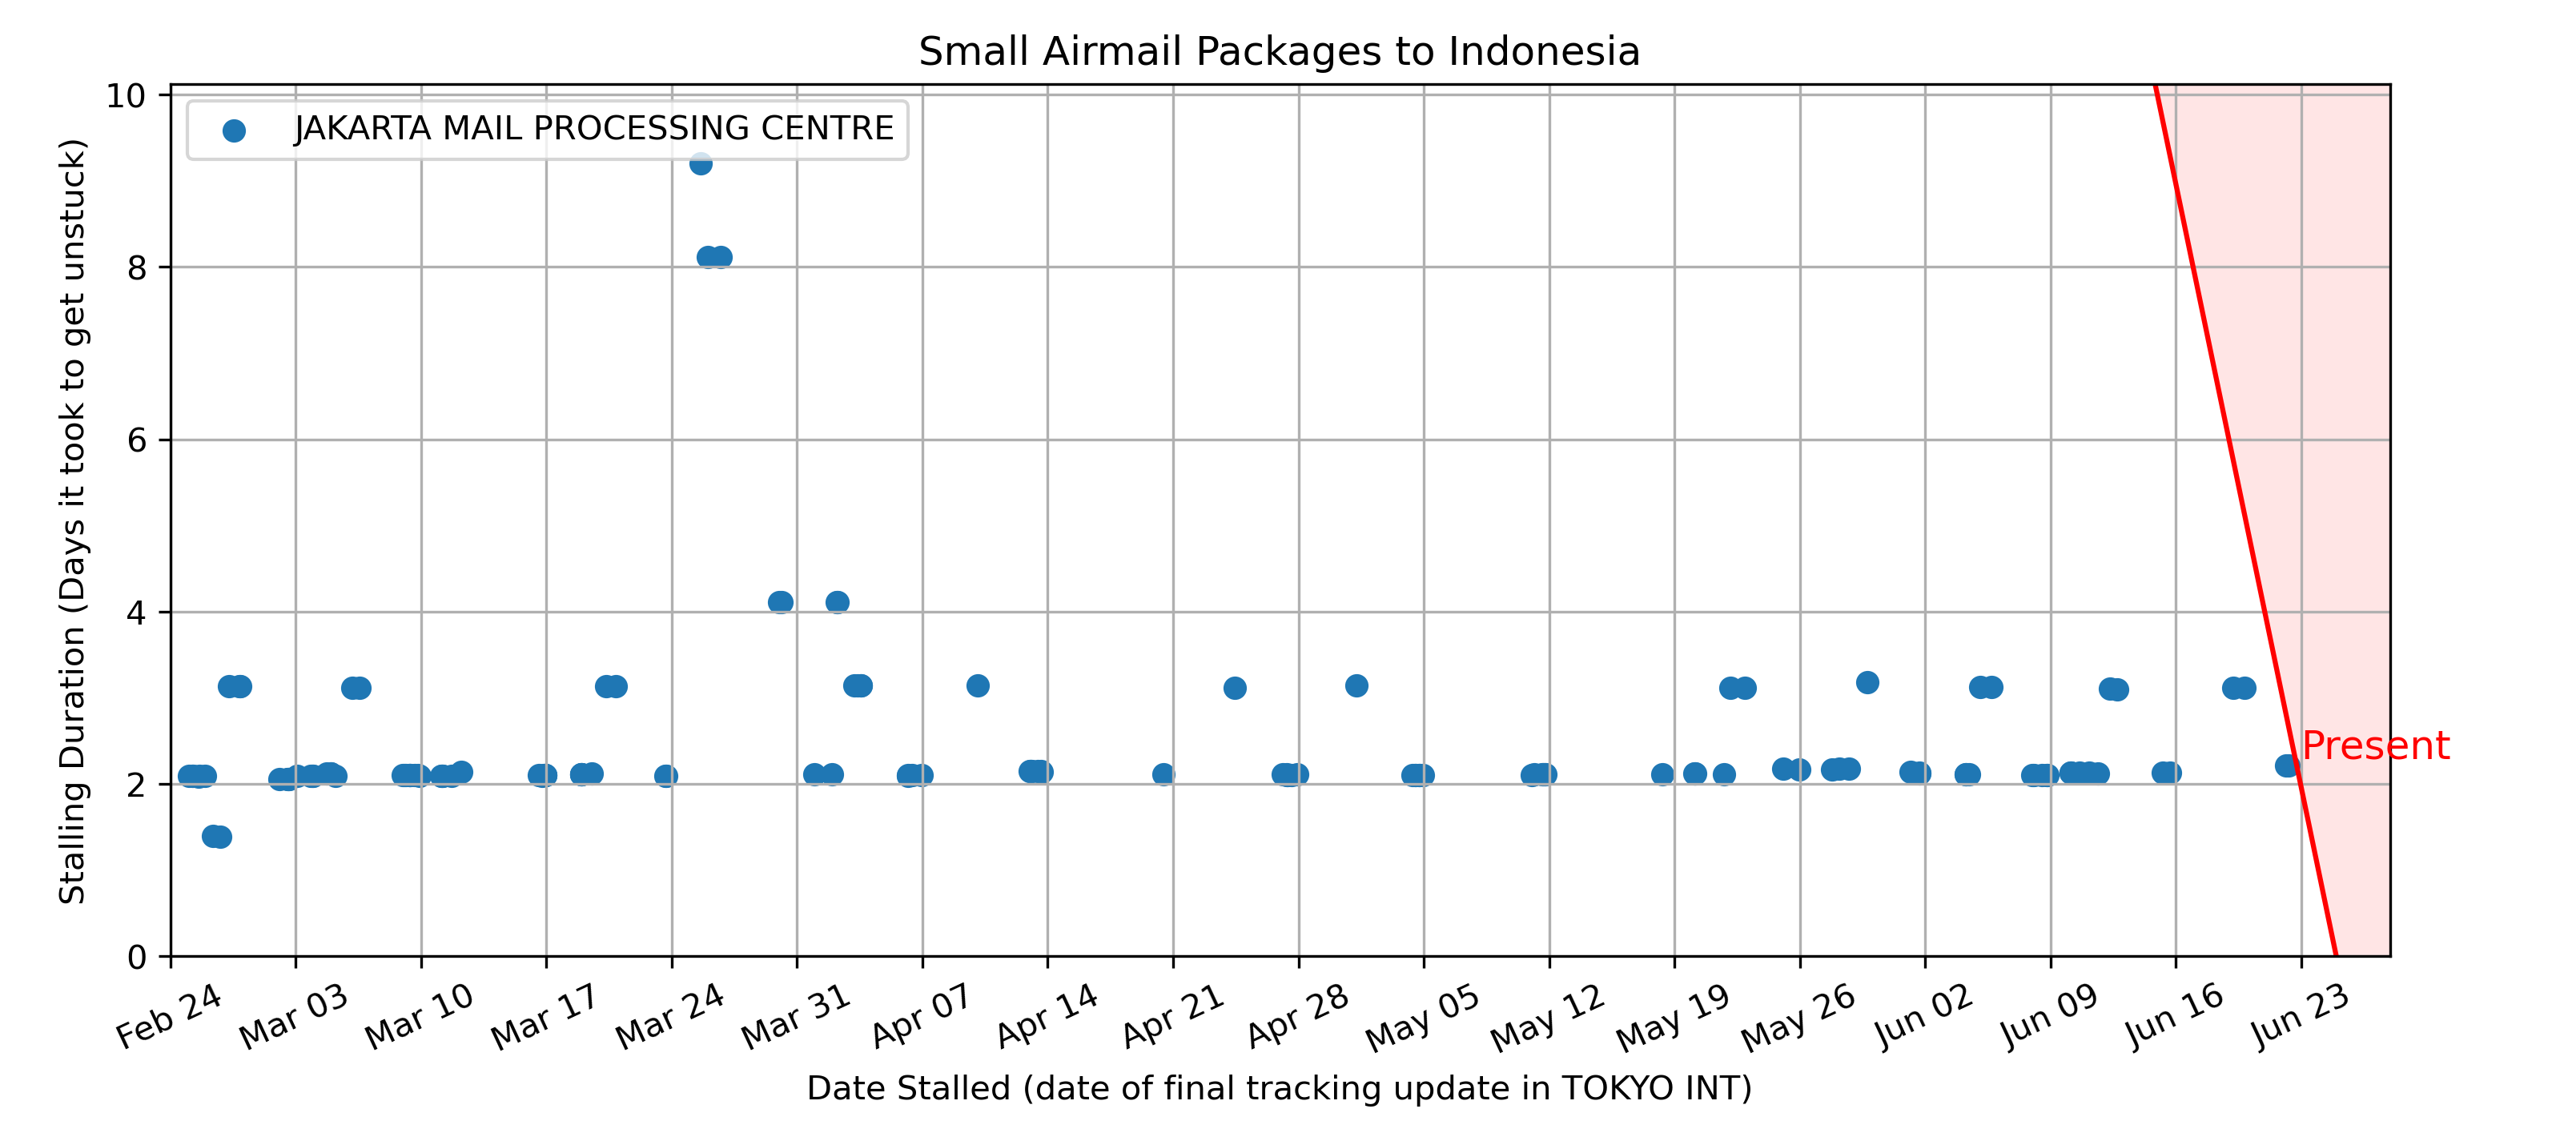 Small Airmail Packages to Indonesia
JAKARTA MAIL PROCESSING CENTRE
Stalling Duration (Days it took to get unstuck)
10
8
6
4
2
0
Present
Feb 24
Mar 03
Mar 10
Mar 17
Mar 24
Mar 31
Apr 07
Apr 14
Apr 21
Apr 28
May 05
May 12
May 19
May 26
Jun 02
Jun 09
Jun 16
Jun 23
Date Stalled (date of final tracking update in TOKYO INT)